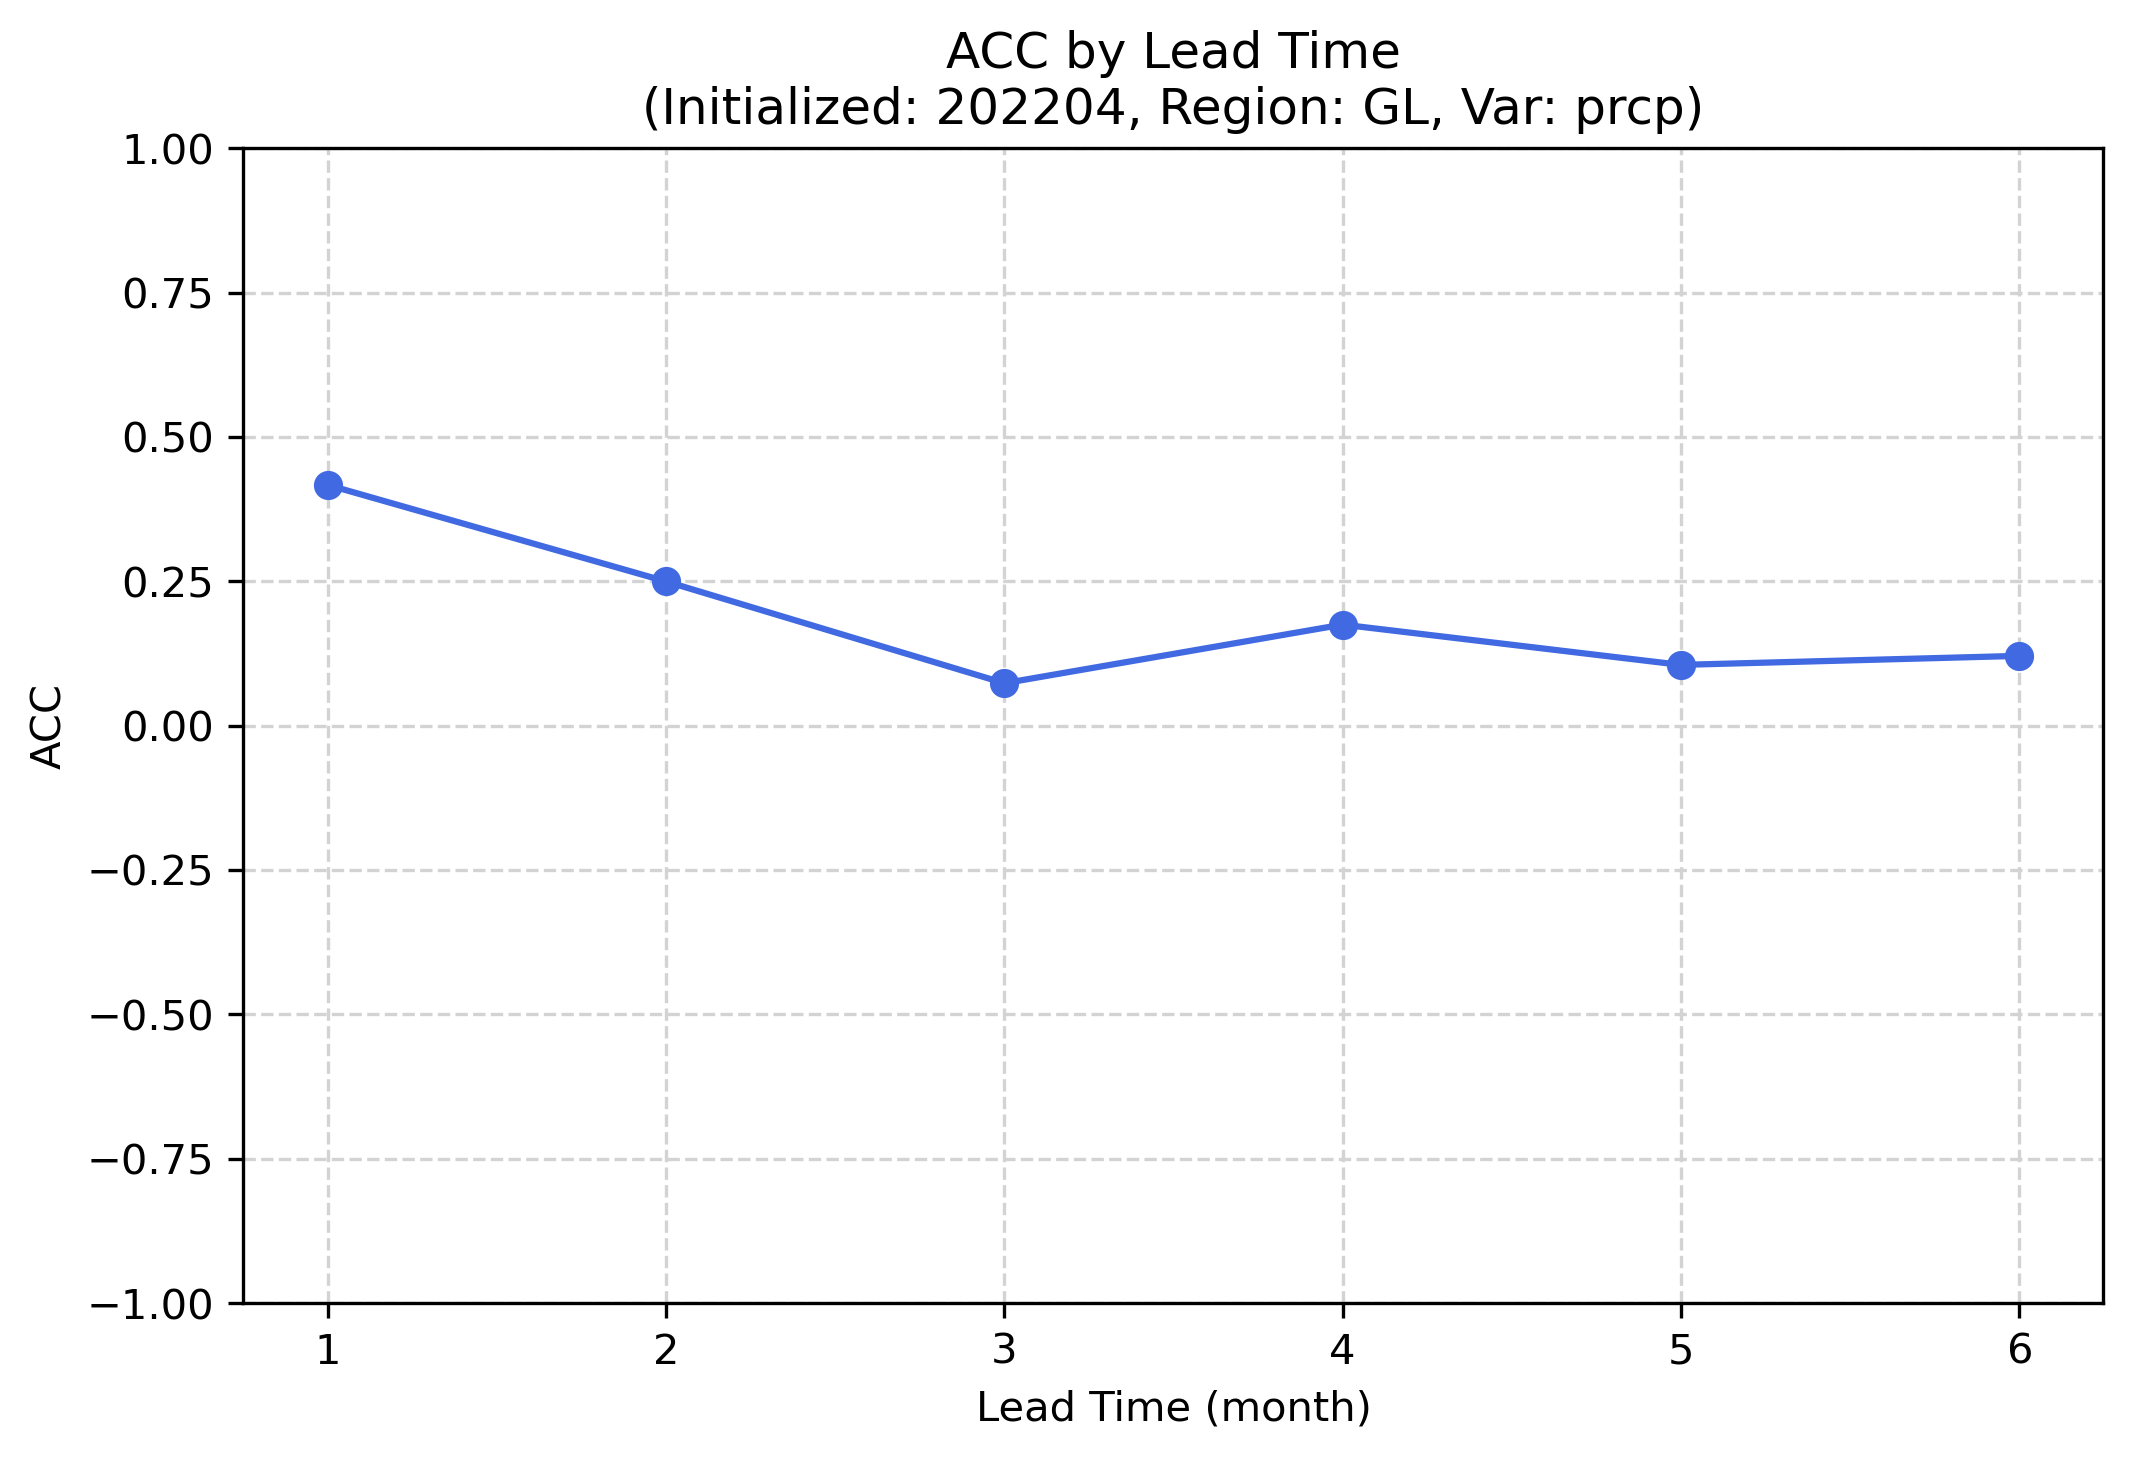 ACC by Lead Time
(Initialized: 202204, Region: GL, Var: prcp)
1.00
0.75
0.50
0.25
0.00
−0.25
−0.50
−0.75
−1.00
ACC
1 2 3 4 5 6
Lead Time (month)